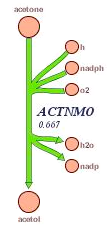 acetone
h
nadph
o2
ACTNMO
0.667
h2o
nadp
acetol